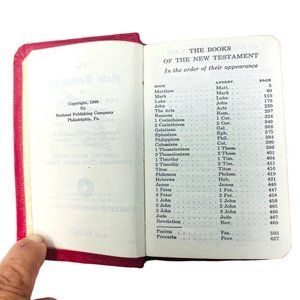 Copyright, 1968
By
National Publishing Company
Philadelphia, Pa.
THE BOOKS
OF THE NEW TESTAMENT
In the order of their appearance
BOOK ABBREV. PAGE
Matthew Matt. 5
Mark Mark 69
Luke Luke 110
John John 179
The Acts Acts 230
Romans Rom. 296
1 Corinthians 1 Cor. 324
2 Corinthians 2 Cor. 349
Galatians Gal. 367
Ephesians Eph. 376
Philippians Phil. 384
Colossians Col. 390
1 Thessalonians 1 Thess. 396
2 Thessalonians 2 Thess. 401
1 Timothy 1 Tim. 404
2 Timothy 2 Tim. 411
Titus Titus 416
Philemon Philem. 419
Hebrews Heb. 421
James James 440
1 Peter 1 Pet. 447
2 Peter 2 Pet. 454
1 John 1 John 458
2 John 2 John 465
3 John 3 John 466
Jude Jude 467
Revelation Rev. 469
Psalms Psa. 503
Proverbs Prov. 627